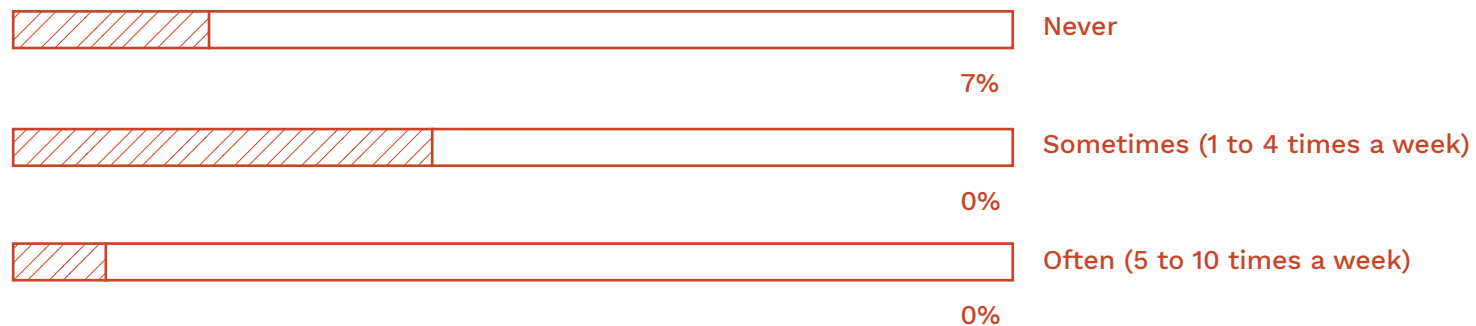 Never
7%
Sometimes (1 to 4 times a week)
0%
Often (5 to 10 times a week)
0%